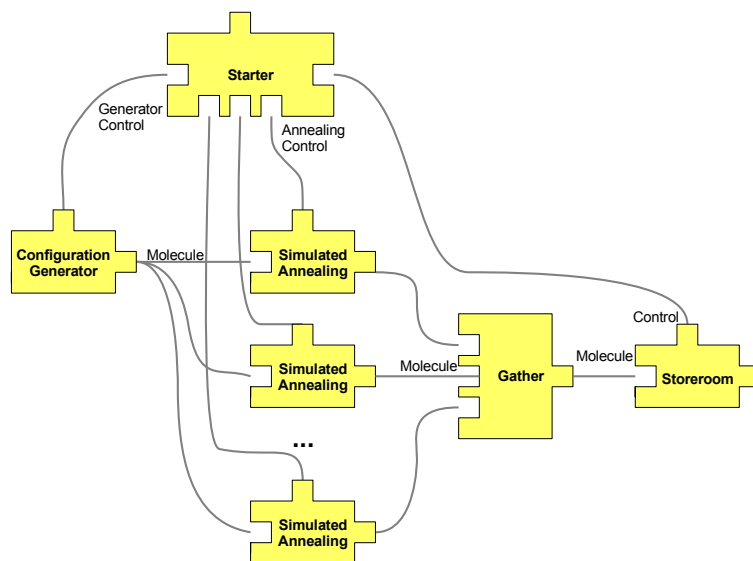 Starter
Generator
Control
Annealing
Control
Configuration
Generator
Molecule
Simulated
Annealing
Control
Simulated
Annealing
Molecule
Gather
Molecule
Storeroom
...
Simulated
Annealing